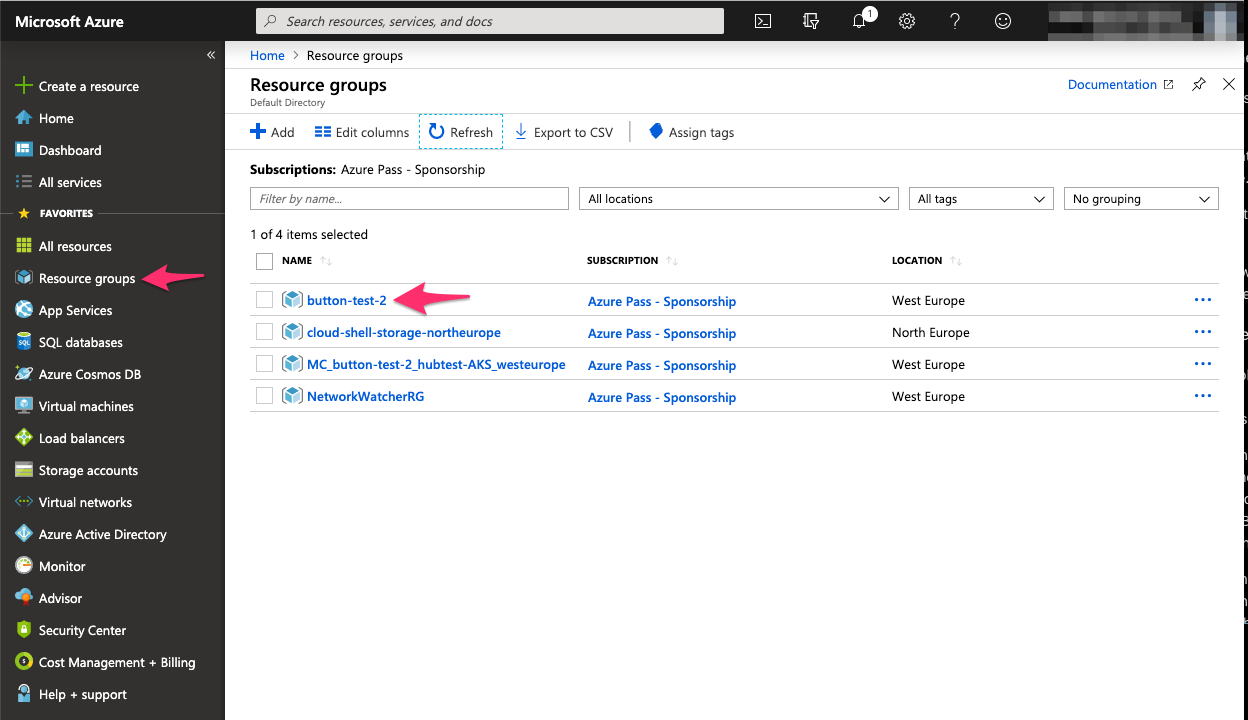 Microsoft Azure
Search resources, services, and docs
1
«
Create a resource
Home
Dashboard
All services
FAVORITES
All resources
Resource groups
App Services
SQL databases
Azure Cosmos DB
Virtual machines
Load balancers
Storage accounts
Virtual networks
Azure Active Directory
Monitor
Advisor
Security Center
Cost Management + Billing
Help + support
Home > Resource groups
Resource groups
Default Directory
Documentation
Add Edit columns Refresh Export to CSV Assign tags
Subscriptions: Azure Pass - Sponsorship
Filter by name... All locations All tags No grouping
1 of 4 items selected
NAME SUBSCRIPTION LOCATION
button-test-2 Azure Pass - Sponsorship West Europe
cloud-shell-storage-northeurope Azure Pass - Sponsorship North Europe
MC_button-test-2_hubtest-AKS_westeurope Azure Pass - Sponsorship West Europe
NetworkWatcherRG Azure Pass - Sponsorship West Europe